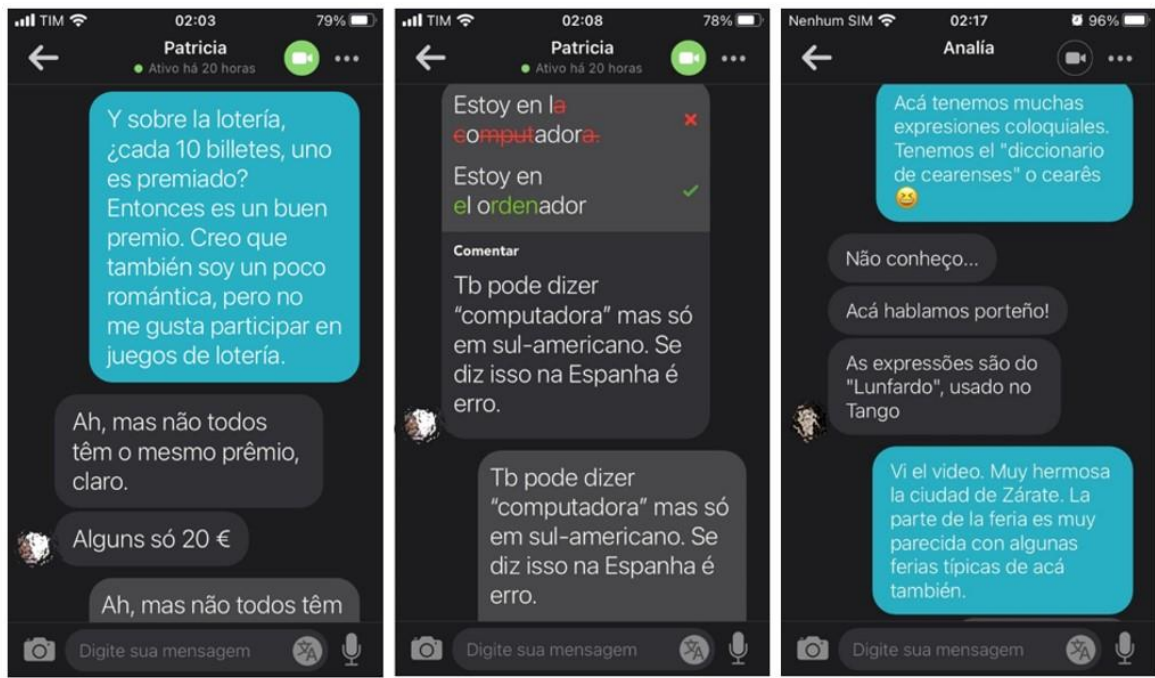 TIM 02:03 79%
Patricia
Ativo há 20 horas
Y sobre la lotería,
¿cada 10 billetes, uno
es premiado?
Entonces es un buen
premio. Creo que
también soy un poco
romántica, pero no
me gusta participar en
juegos de lotería.
Ah, mas não todos
têm o mesmo prêmio,
claro.
Alguns só 20 €
Ah, mas não todos têm
Digite sua mensagem
TIM 02:08 78%
Patricia
Ativo há 20 horas
Estoy en la
computadora.
Estoy en
el ordenador
Comentar
Tb pode dizer
“computadora” mas só
em sul-americano. Se
diz isso na Espanha é
erro.
Tb pode dizer
“computadora” mas só
em sul-americano. Se
diz isso na Espanha é
erro.
Digite sua mensagem
Nenhum SIM 02:17 96%
Analía
Acá tenemos muchas
expresiones coloquiales.
Tenemos el "diccionario
de cearenses" o cearês
😆
Não conheço...
Acá hablamos porteño!
As expressões são do
"Lunfardo", usado no
Tango
Vi el video. Muy hermosa
la ciudad de Zárate. La
parte de la feria es muy
parecida con algunas
ferias típicas de acá
también.
Digite sua mensagem